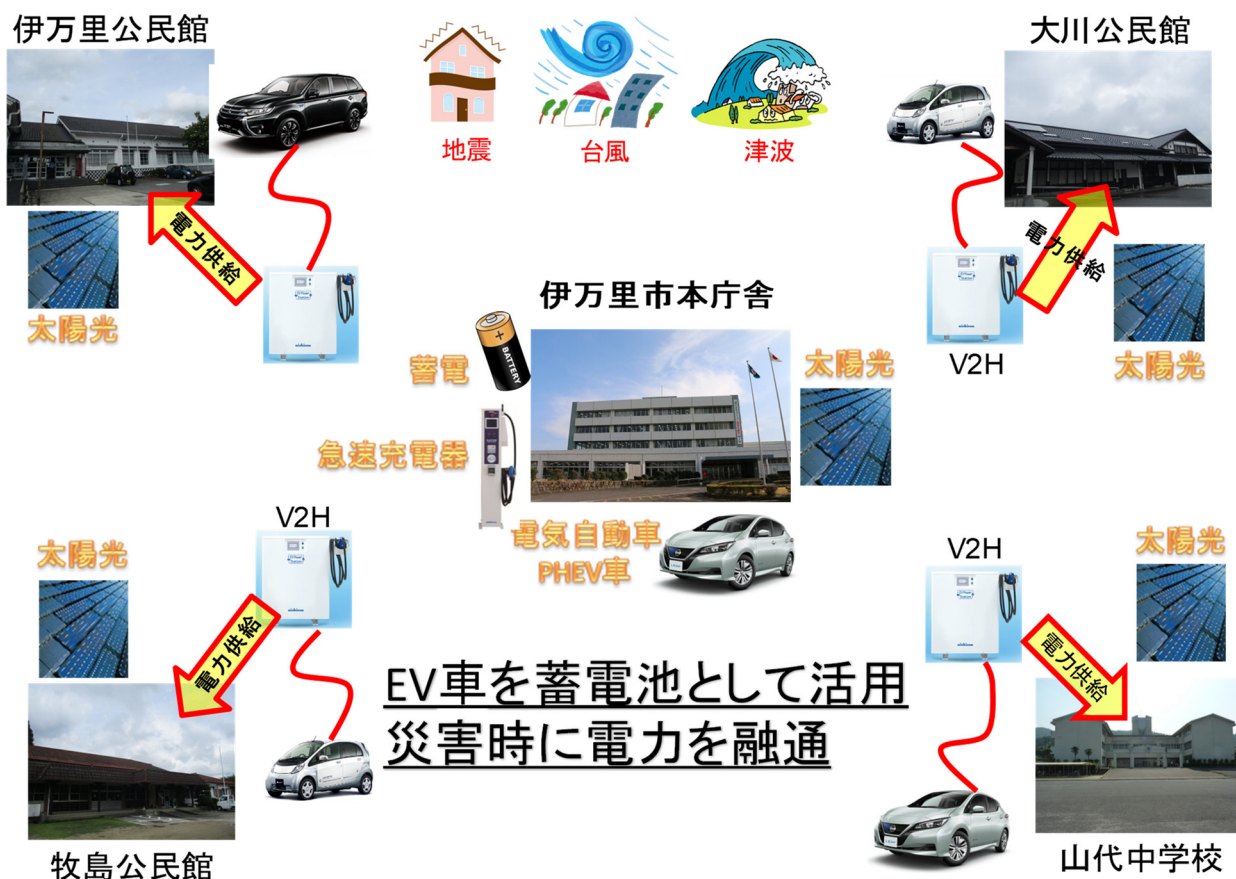 伊万里公民館
大川公民館
地震
台風
津波
電力供給
太陽光
電力供給
V2H
太陽光
伊万里市本庁舎
蓄電
BATTERY
太陽光
急速充電器
電気自動車
PHEV車
V2H
太陽光
電力供給
牧島公民館
V2H
太陽光
電力供給
山代中学校
EV車を蓄電池として活用
災害時に電力を融通